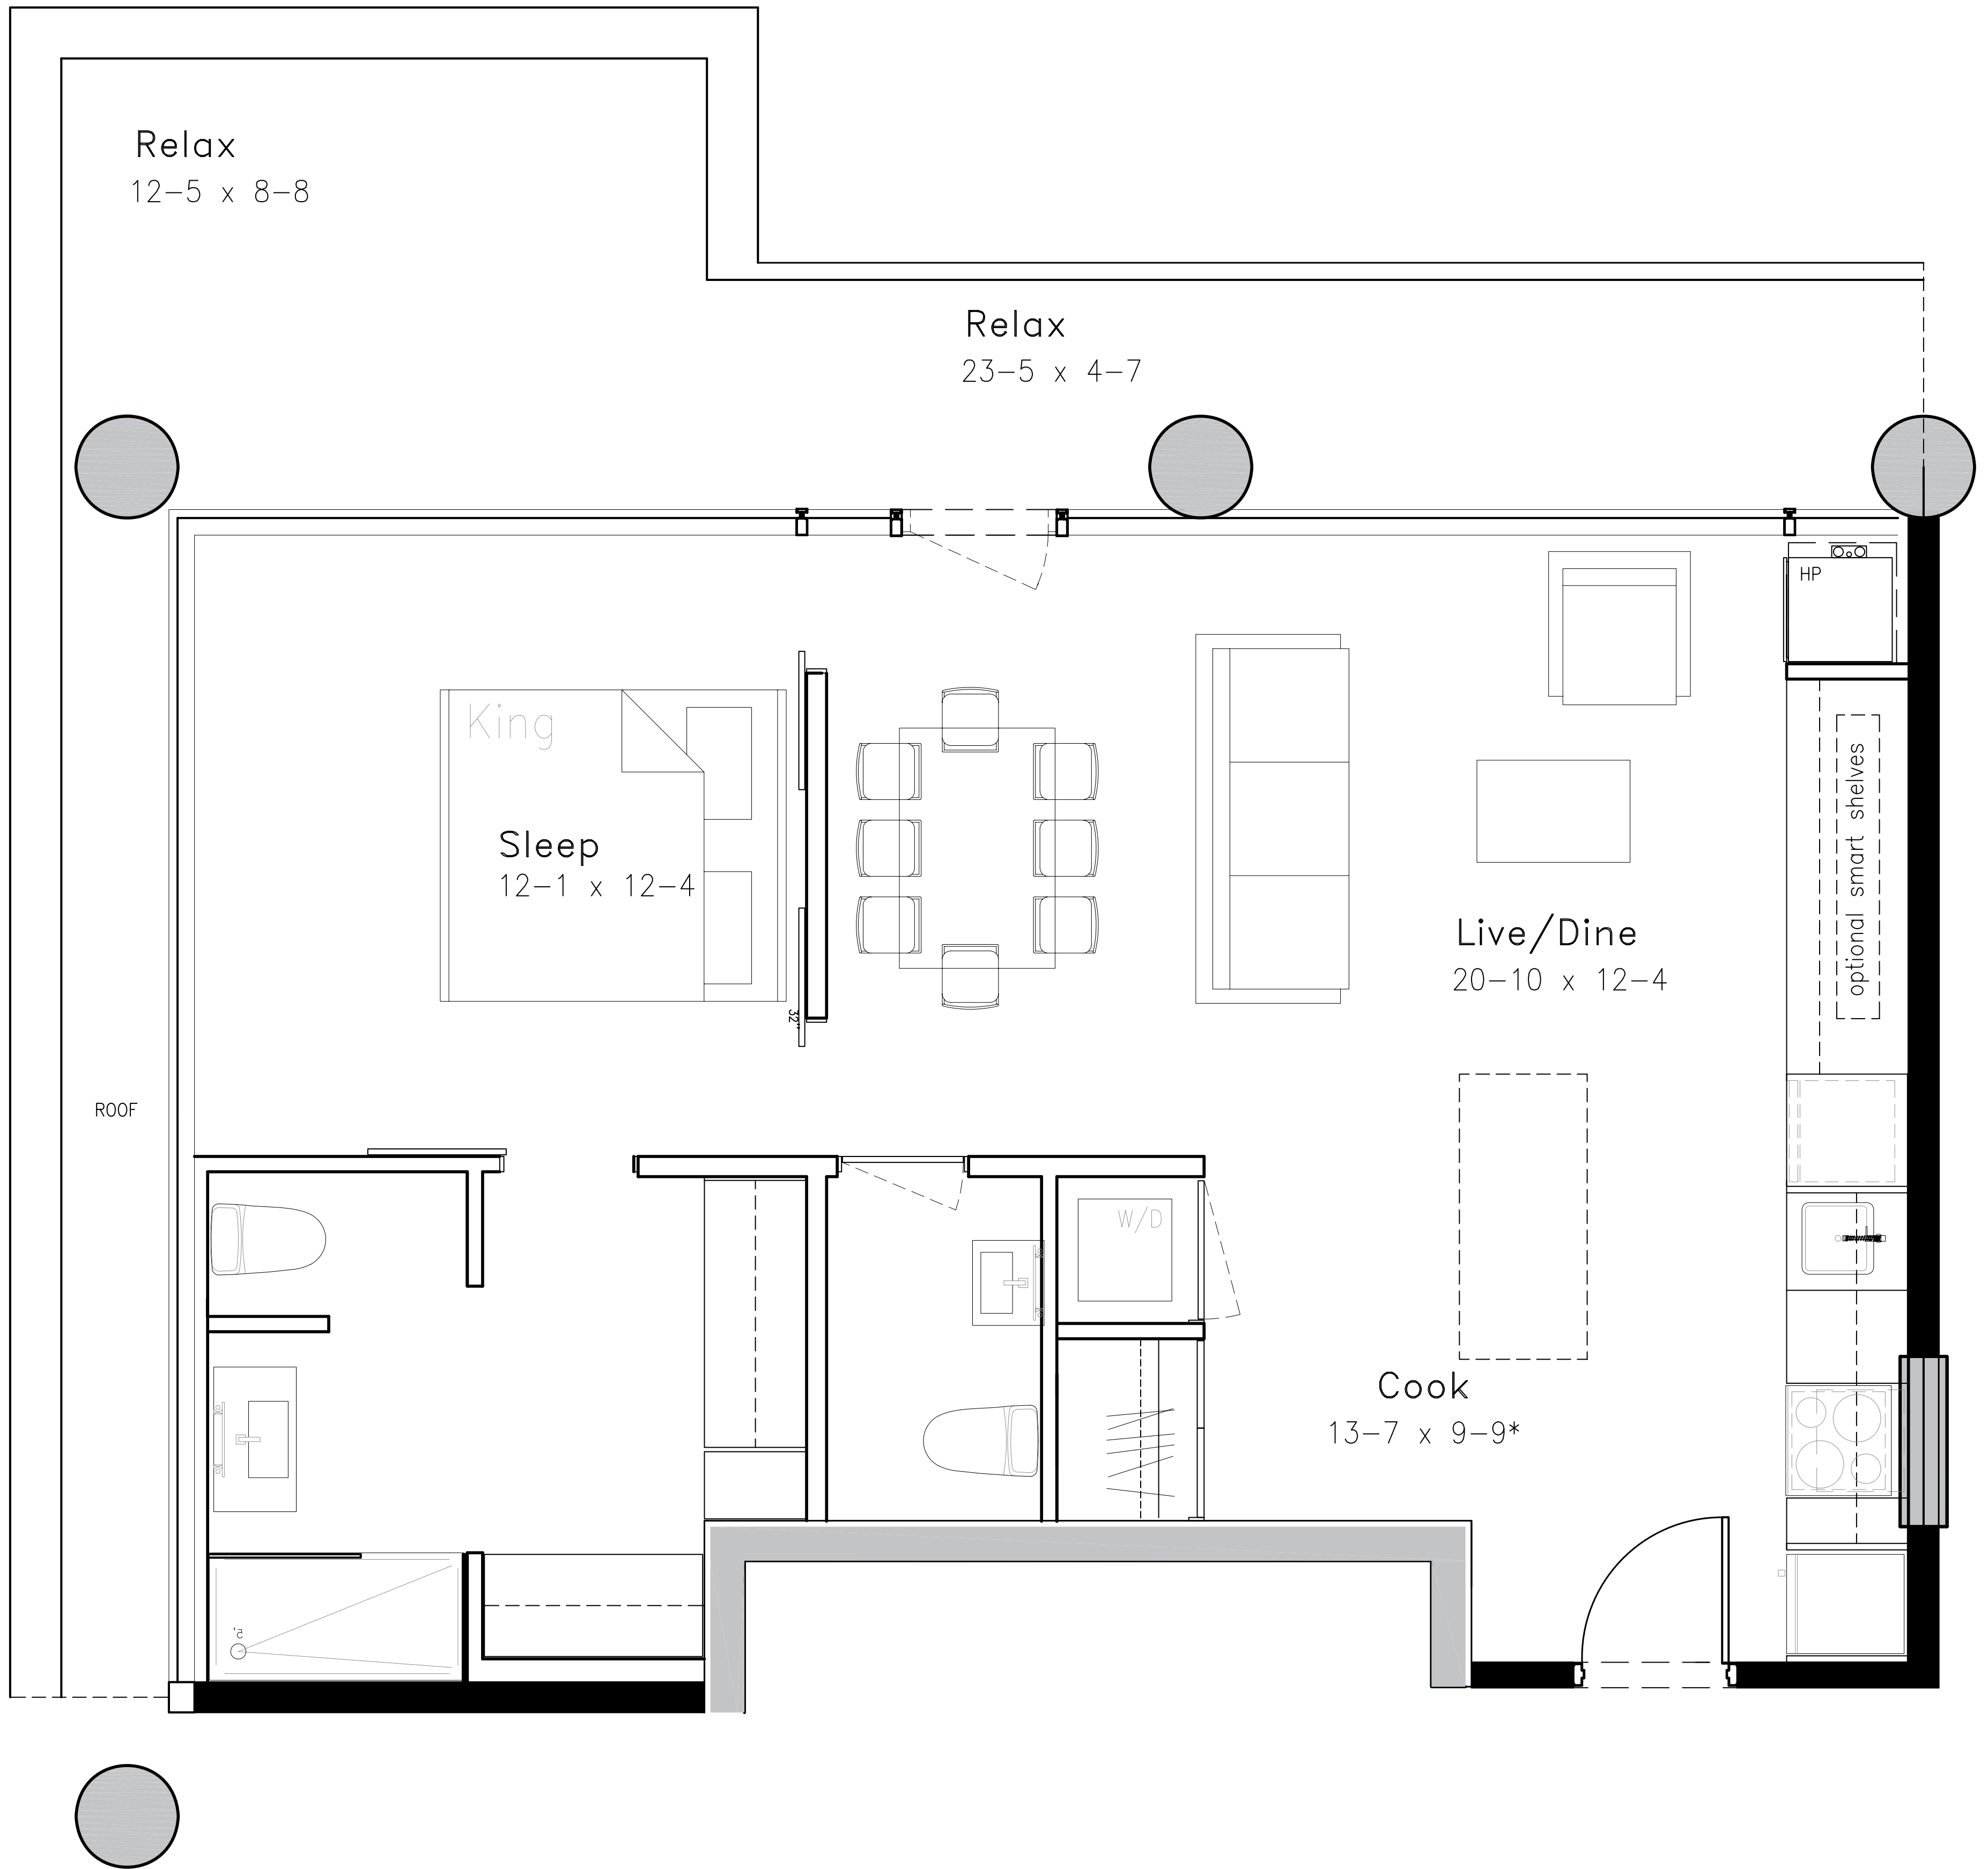 Relax
12-5 x 8-8
Relax
23-5 x 4-7
HP
King
optional smart shelves
Sleep
12-1 x 12-4
Live/Dine
20-10 x 12-4
32"
ROOF
W/D
Cook
13-7 x 9-9*